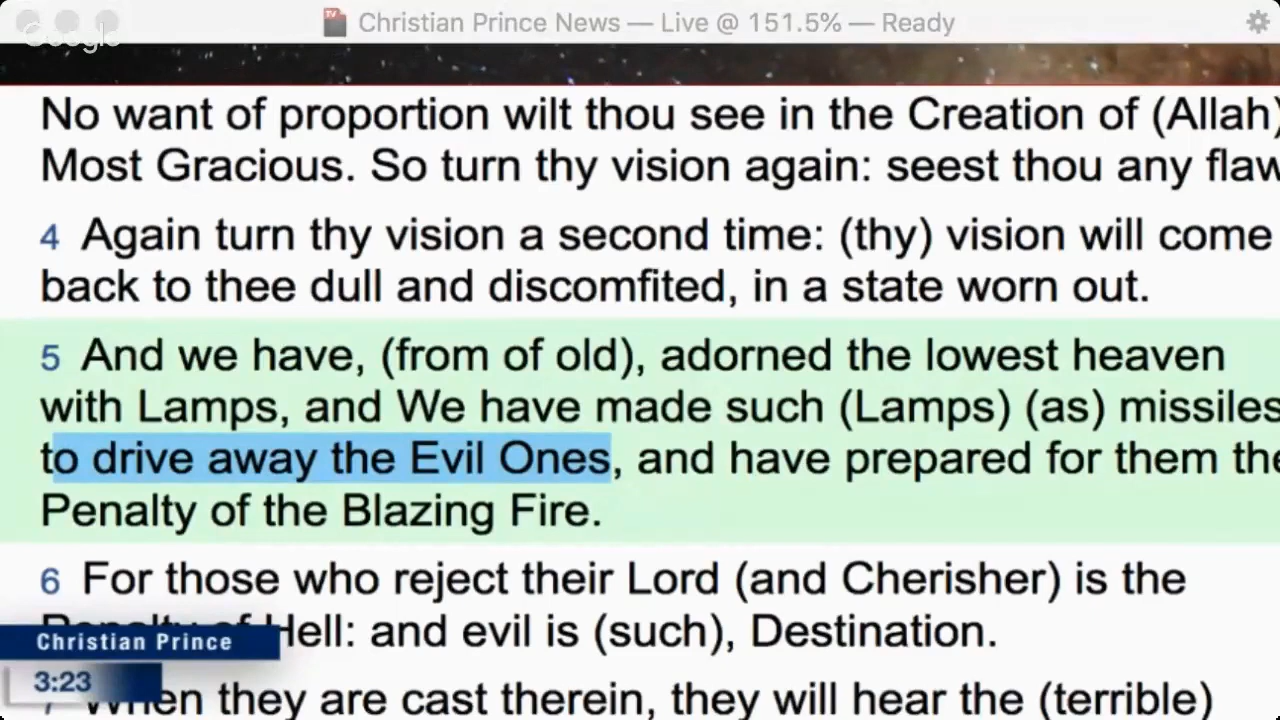 Christian Prince News — Live @ 151.5% — Ready
Google
No want of proportion wilt thou see in the Creation of (Allah)
Most Gracious. So turn thy vision again: seest thou any flaw
4 Again turn thy vision a second time: (thy) vision will come
back to thee dull and discomfited, in a state worn out.
5 And we have, (from of old), adorned the lowest heaven
with Lamps, and We have made such (Lamps) (as) missiles
to drive away the Evil Ones, and have prepared for them the
Penalty of the Blazing Fire.
6 For those who reject their Lord (and Cherisher) is the
Penalty of Hell: and evil is (such), Destination.
Christian Prince
3:23
7 When they are cast therein, they will hear the (terrible)